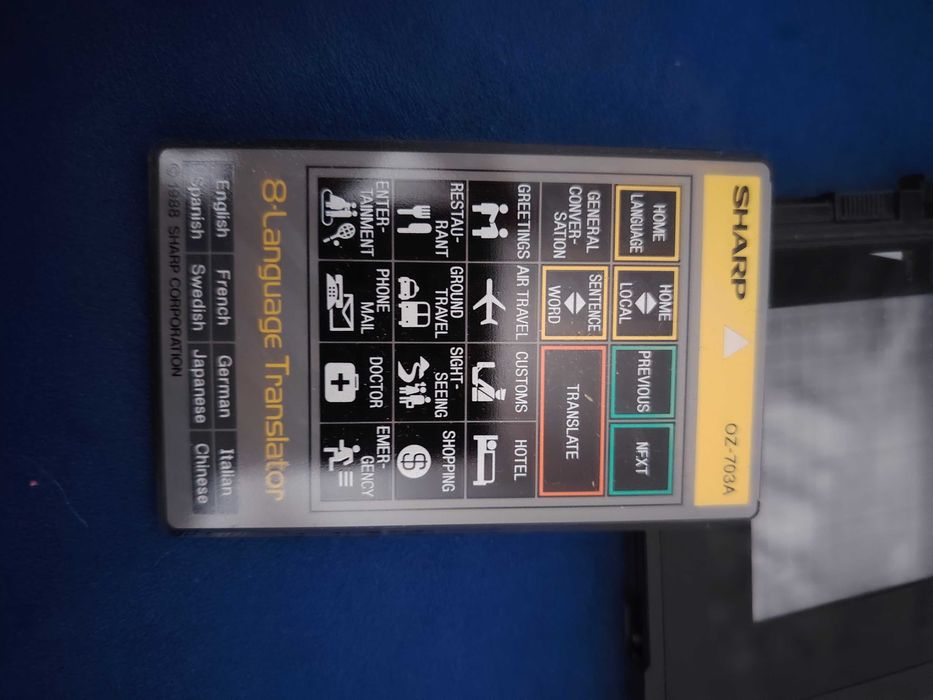 SHARP OZ-703A
HOME LANGUAGE
HOME LOCAL
PREVIOUS
NEXT
GENERAL CONVER-
SATION
SENTENCE
WORD
TRANSLATE
GREETINGS
AIR TRAVEL
CUSTOMS
HOTEL
RESTAU-
RANT
GROUND
TRAVEL
SIGHT-
SEEING
SHOPPING
ENTER-
TAINMENT
PHONE
MAIL
DOCTOR
EMER-
GENCY
8-Language Translator
English French German Italian
Spanish Swedish Japanese Chinese
© 1988 SHARP CORPORATION